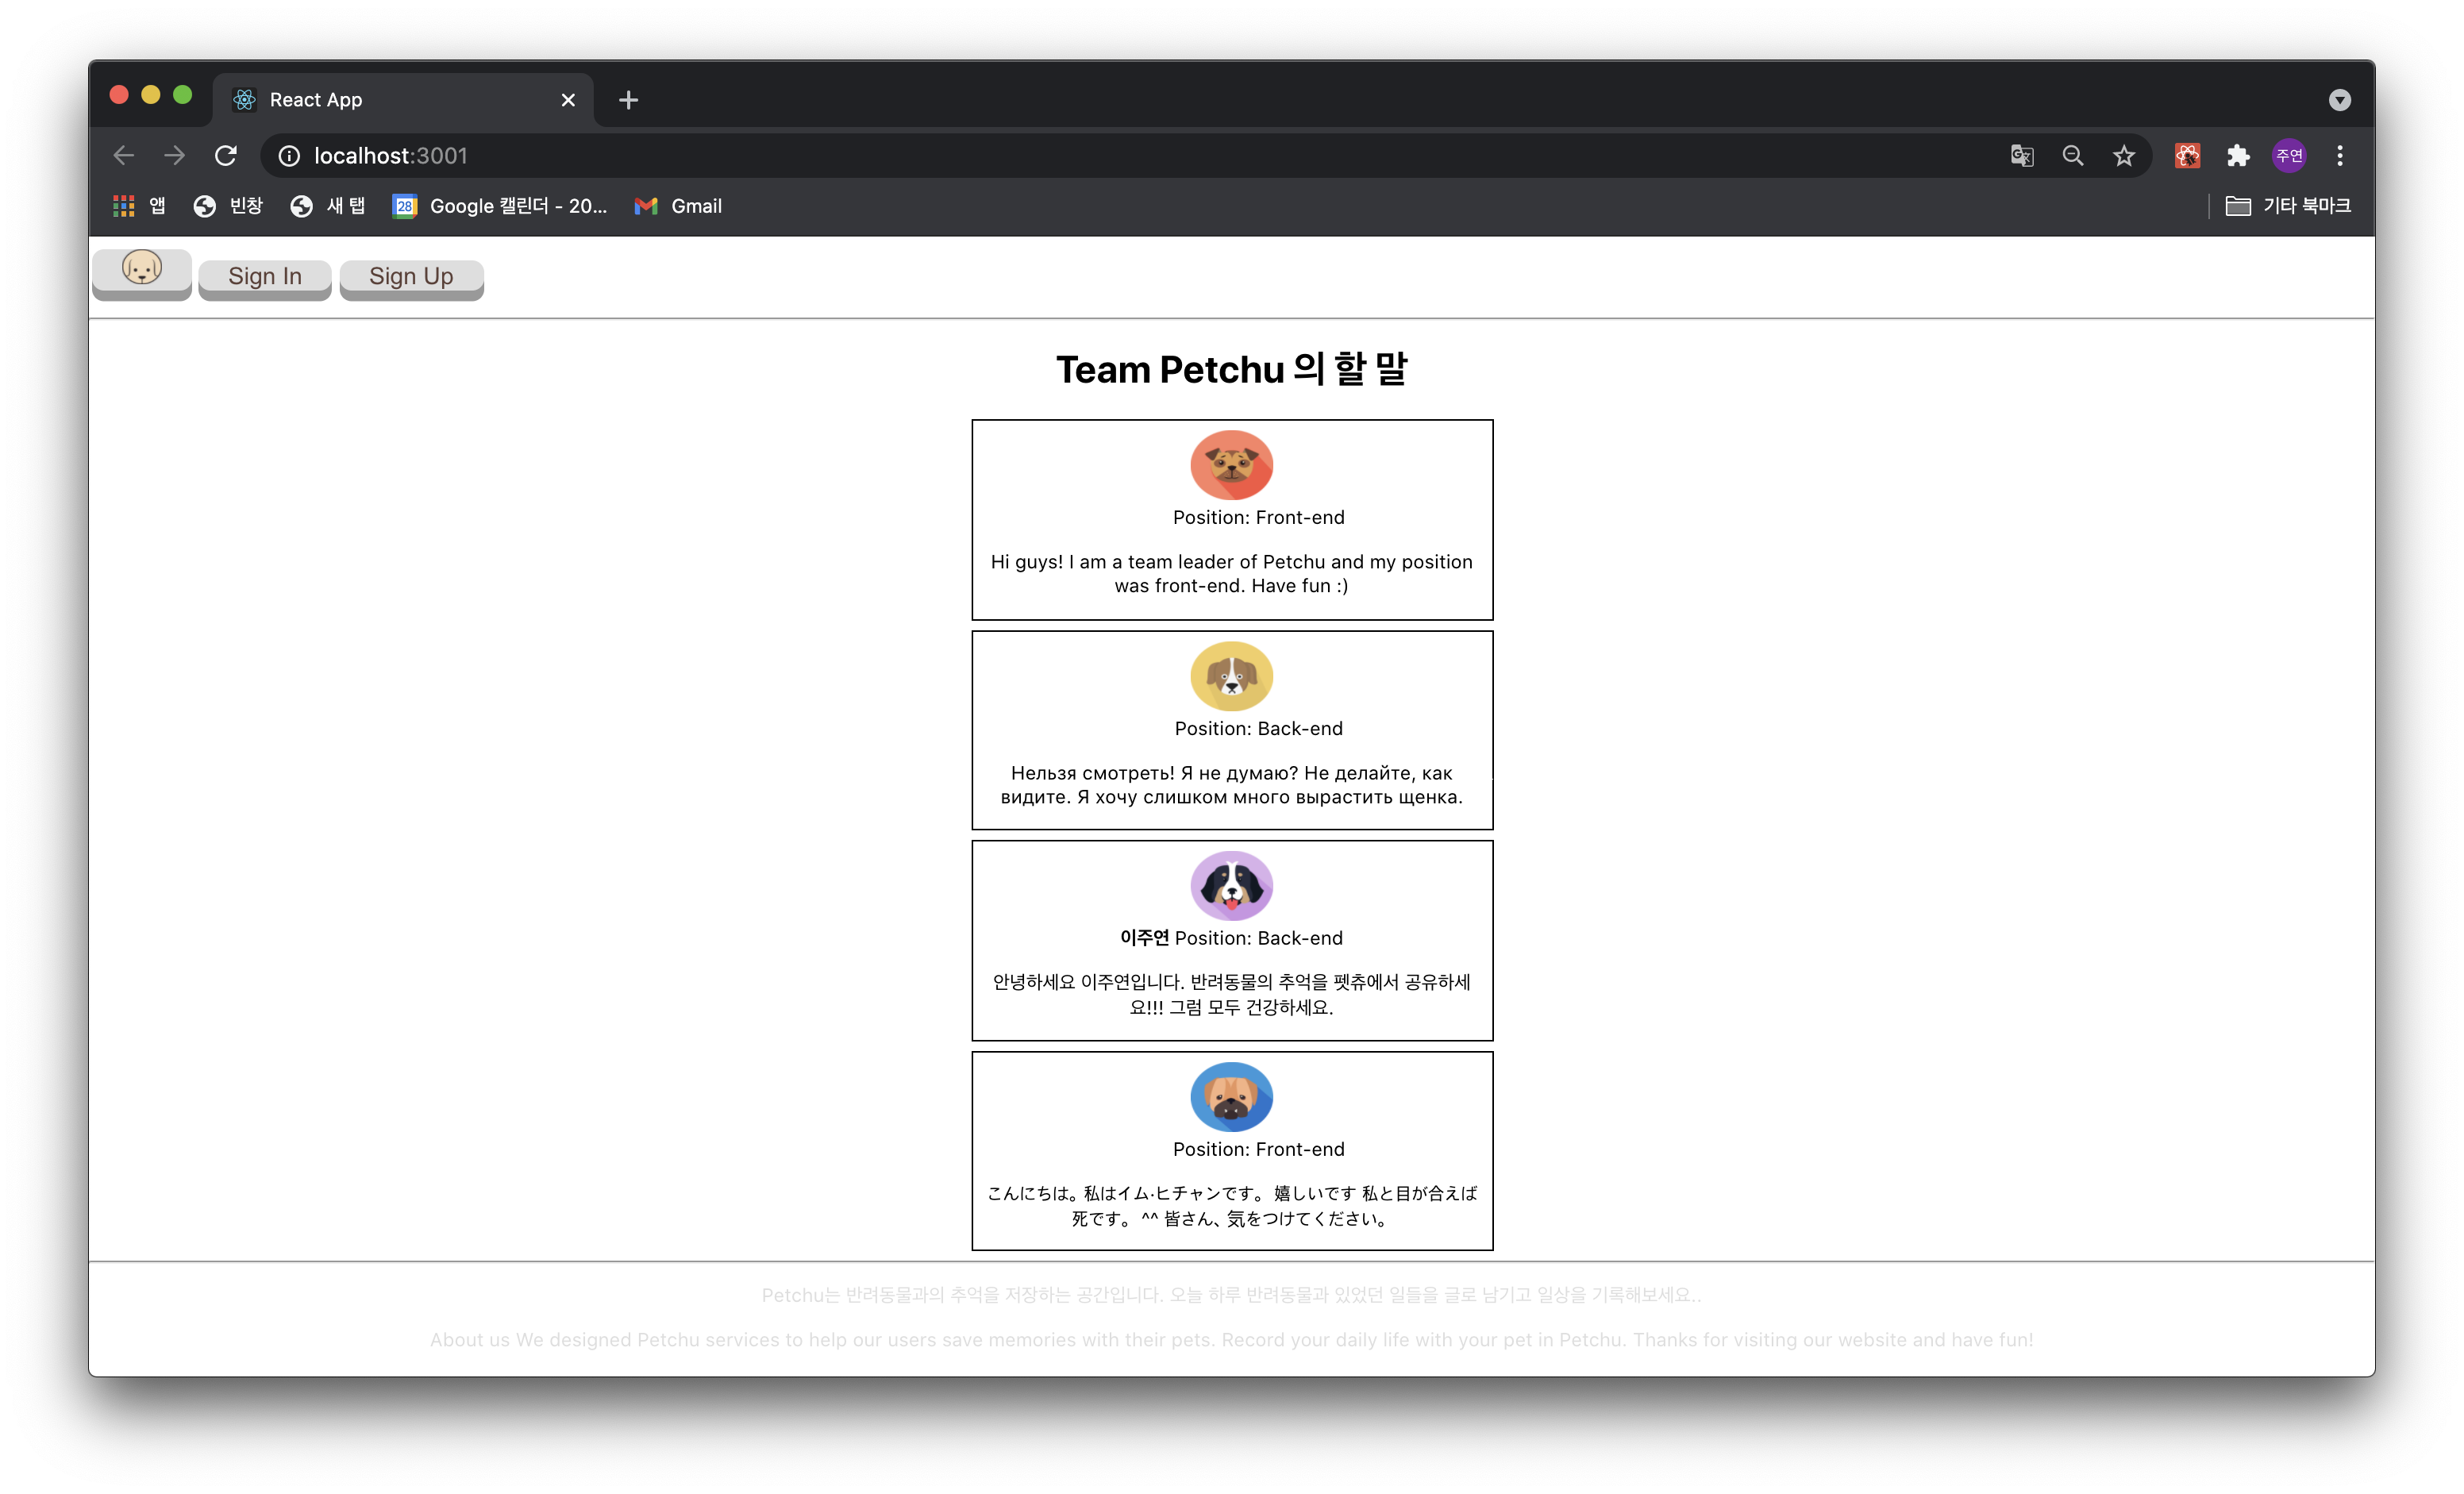 React App
localhost:3001
주연
앱 빈창 새 탭 Google 캘린더 - 20... Gmail 기타 북마크
28
Sign In Sign Up
Team Petchu 의 할 말
Position: Front-end
Hi guys! I am a team leader of Petchu and my position
was front-end. Have fun :)
Position: Back-end
Нельзя смотреть! Я не думаю? Не делайте, как
видите. Я хочу слишком много вырастить щенка.
이주연 Position: Back-end
안녕하세요 이주연입니다. 반려동물의 추억을 펫츄에서 공유하세
요!!! 그럼 모두 건강하세요.
Position: Front-end
こんにちは。私はイム·ヒチャンです。 嬉しいです 私と目が合えば
死です。 ^^ 皆さん、気をつけてください。
Petchu는 반려동물과의 추억을 저장하는 공간입니다. 오늘 하루 반려동물과 있었던 일들을 글로 남기고 일상을 기록해보세요..
About us We designed Petchu services to help our users save memories with their pets. Record your daily life with your pet in Petchu. Thanks for visiting our website and have fun!